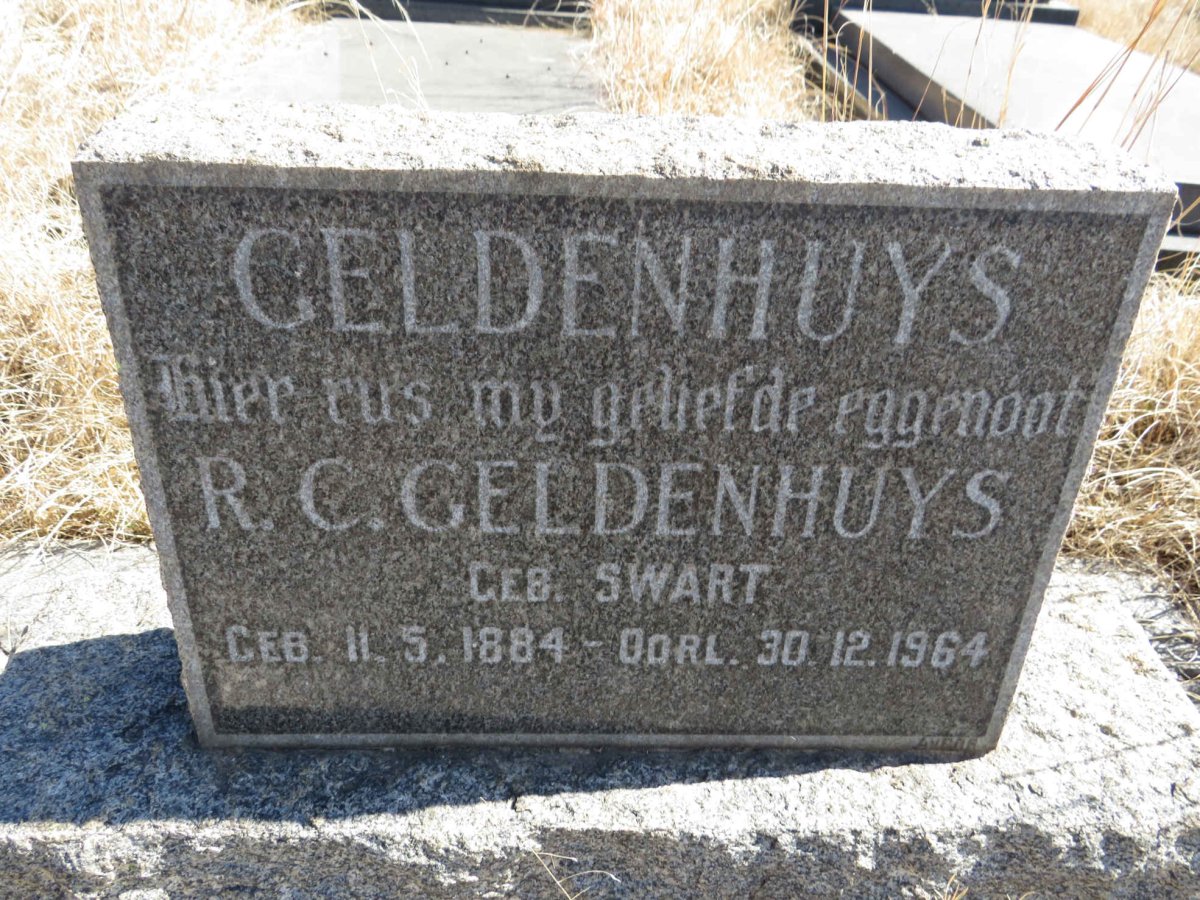 GELDENHUYS
Hier rus my geliefde eggenoot
R. C. GELDENHUYS
GEB. SWART
GEB. 11. 5. 1884 - OORL. 30. 12. 1964